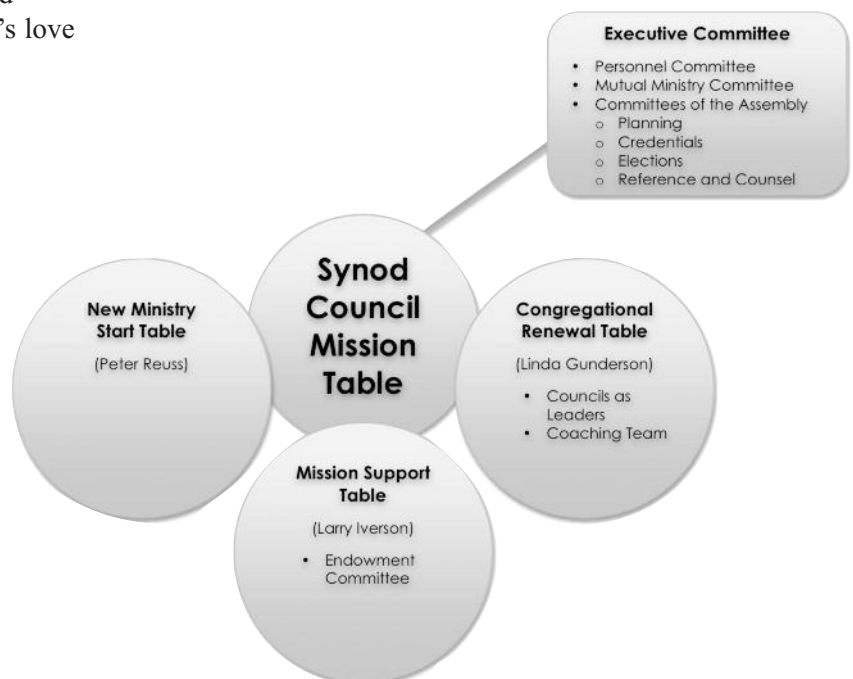 's love
Executive Committee
• Personnel Committee
• Mutual Ministry Committee
• Committees of the Assembly
o Planning
o Credentials
o Elections
o Reference and Counsel
Synod
Council
Mission
Table
New Ministry
Start Table
(Peter Reuss)
Congregational
Renewal Table
(Linda Gunderson)
• Councils as
Leaders
• Coaching Team
Mission Support
Table
(Larry Iverson)
• Endowment
Committee